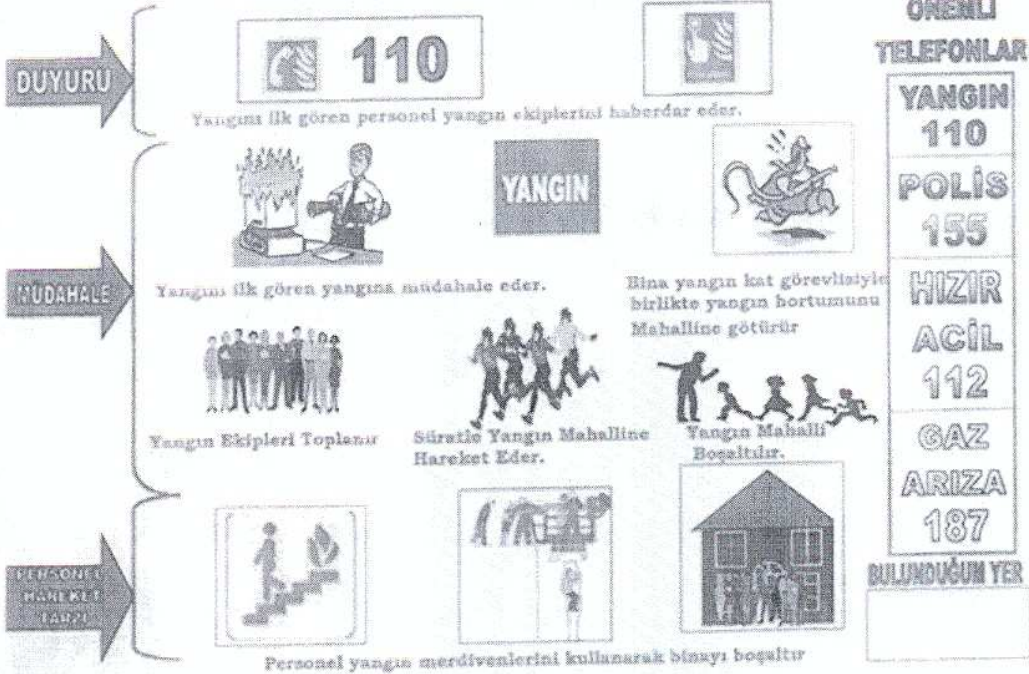 DUYURU
110
Yangını ilk gören personel yangın ekiplerini haberdar eder.
MÜDAHALE
YANGIN
Yangını ilk gören yangına müdahale eder.
Bina yangın kat görevlisiyle
birlikte yangın hortumunu
Mahalline götürür
Yangın Ekipleri Toplanır
Süratle Yangın Mahalline
Hareket Eder.
Yangın Mahalli
Boşaltılır.
PERSONEL
HAREKET
TARZI
Personel yangın merdivenlerini kullanarak binayı boşaltır
ÖNEMLİ
TELEFONLAR
YANGIN
110
POLİS
155
HIZIR
ACİL
112
GAZ
ARIZA
187
BULUNDUĞUM YER